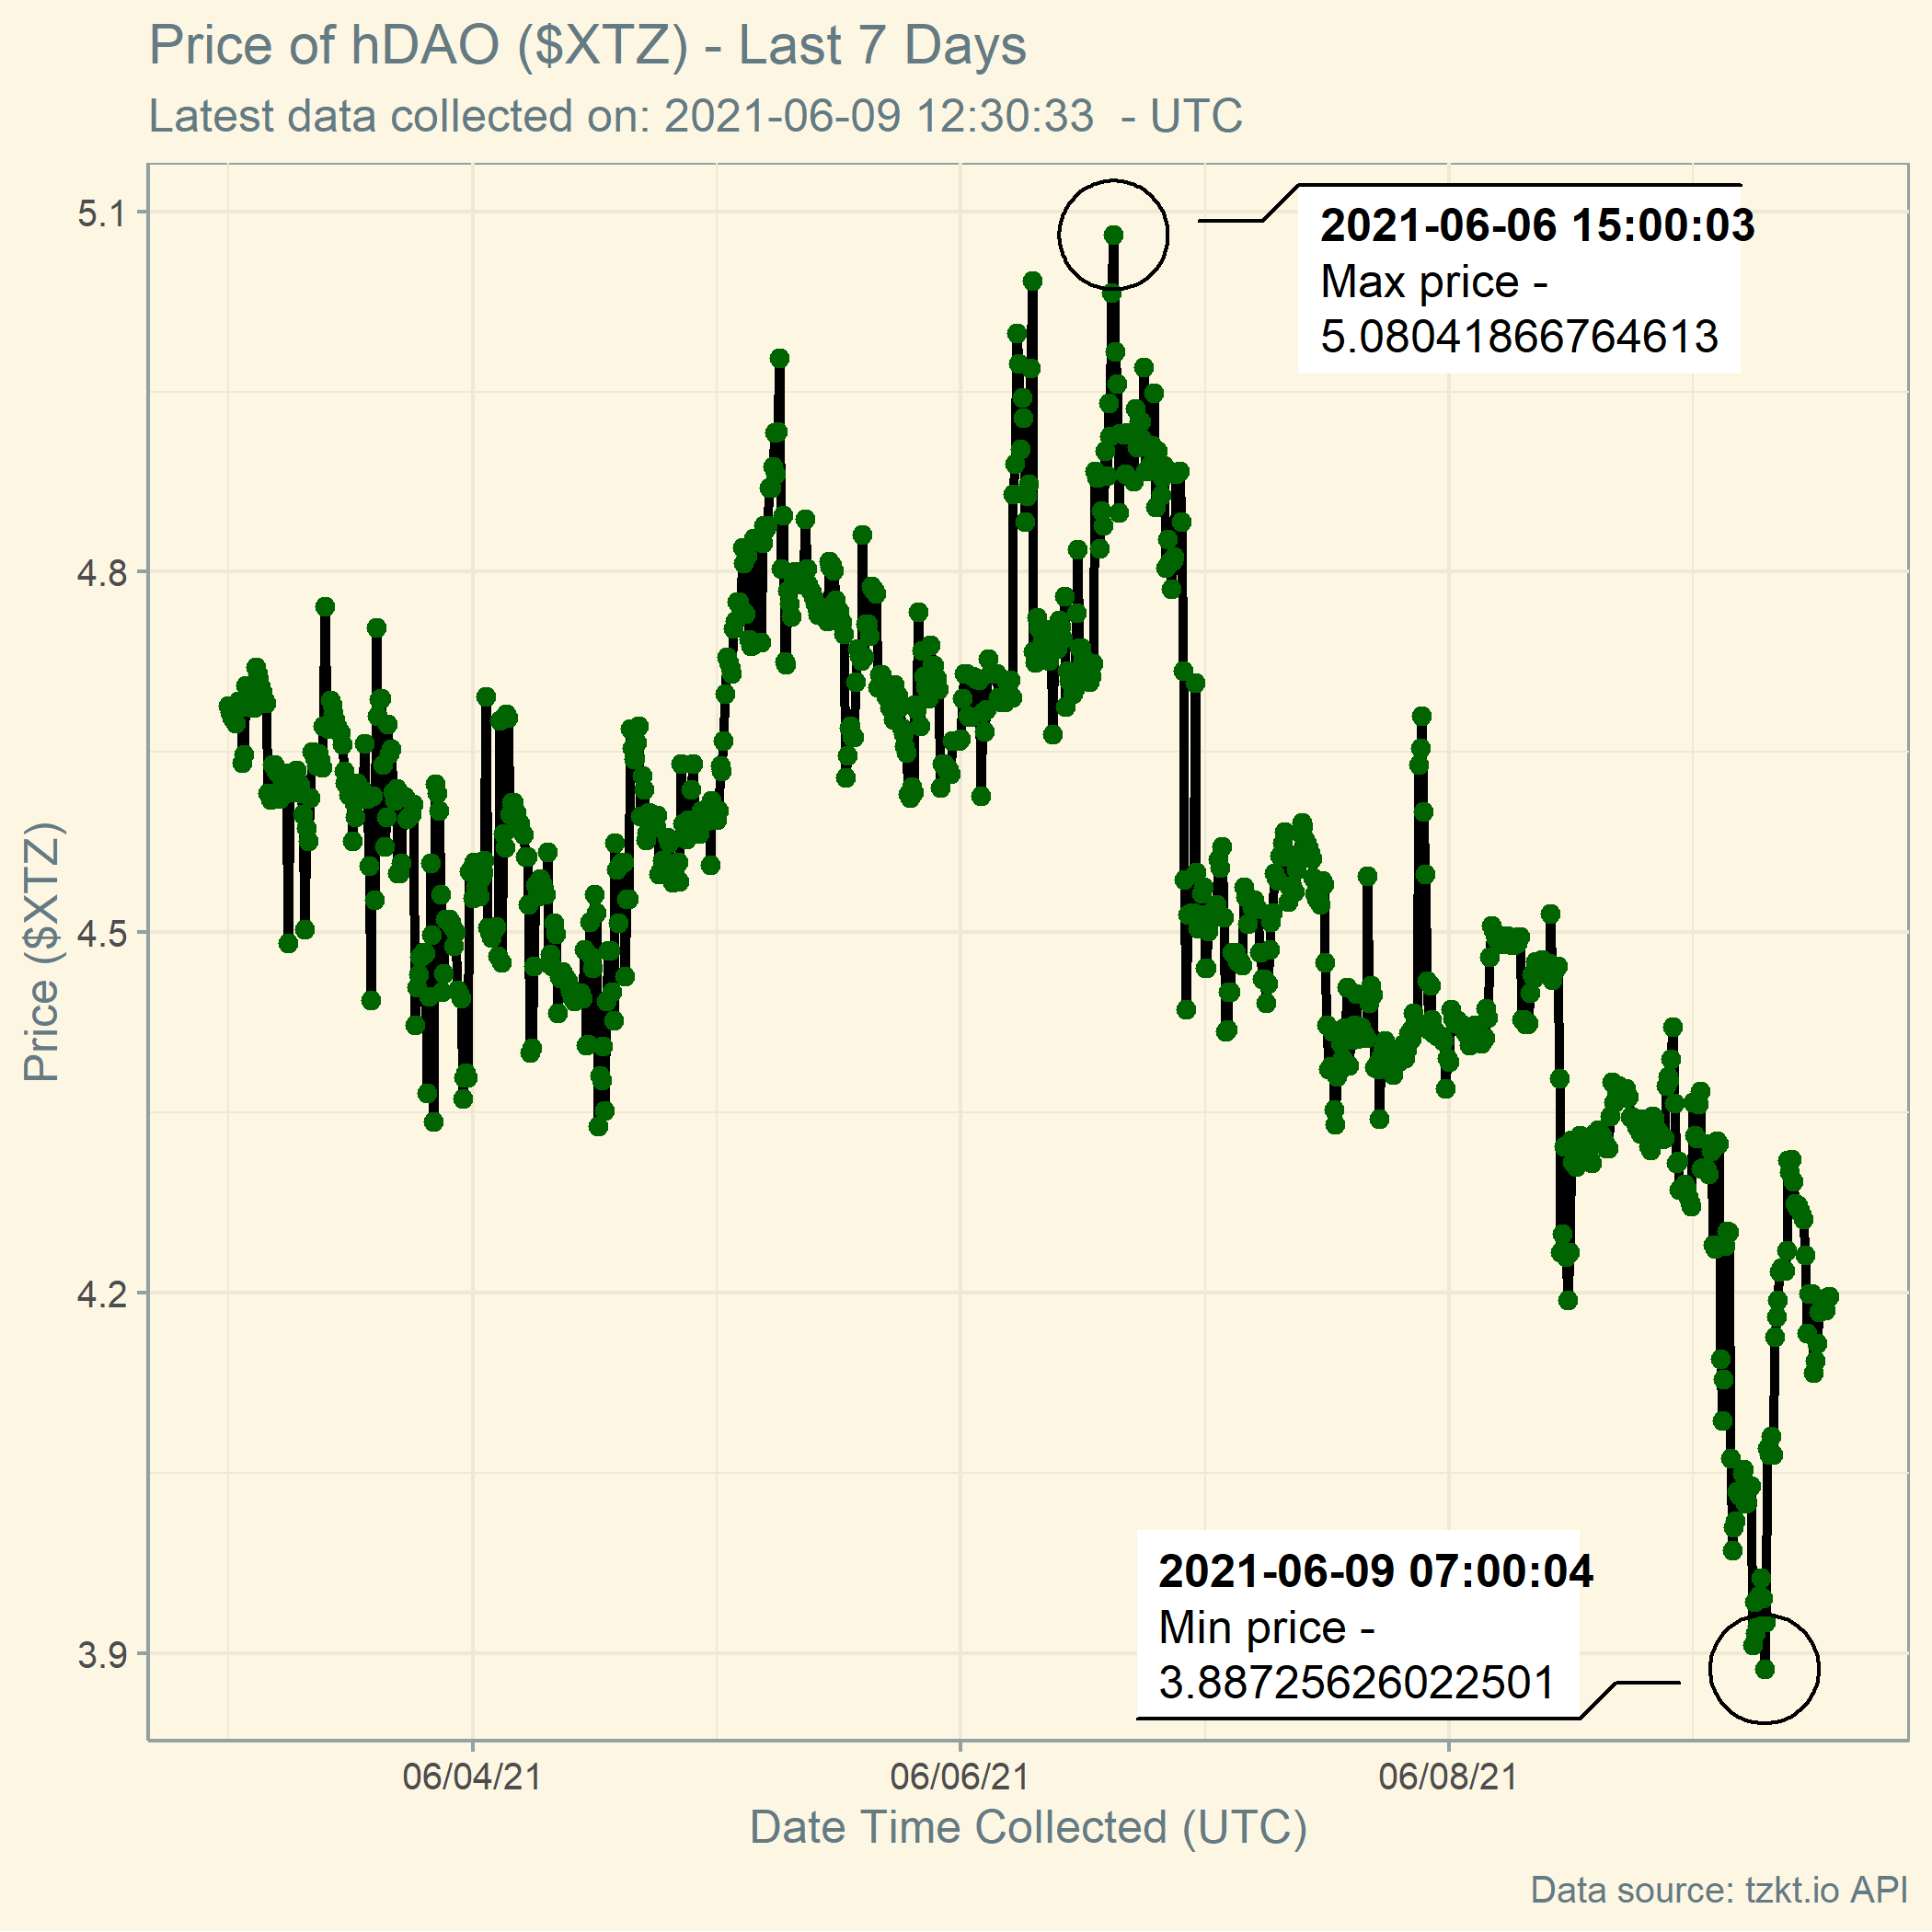 Price of hDAO ($XTZ) - Last 7 Days
Latest data collected on: 2021-06-09 12:30:33  - UTC
5.1
4.8
4.5
4.2
3.9
Price ($XTZ)
2021-06-06 15:00:03
Max price -
5.08041866764613
2021-06-09 07:00:04
Min price -
3.88725626022501
06/04/21
06/06/21
06/08/21
Date Time Collected (UTC)
Data source: tzkt.io API